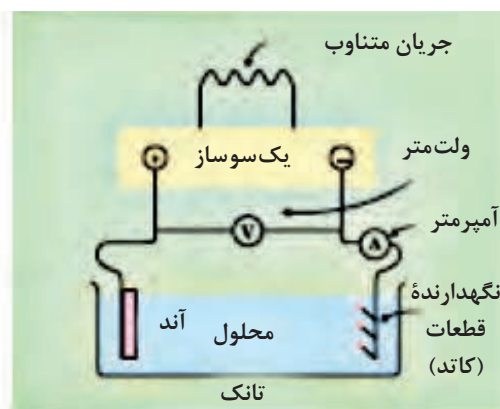 جریان متناوب
یک‌سوساز
+
−
ولت‌متر
آمپرمتر
V
A
نگهدارندهٔ
قطعات
(کاتد)
آند
محلول
تانک